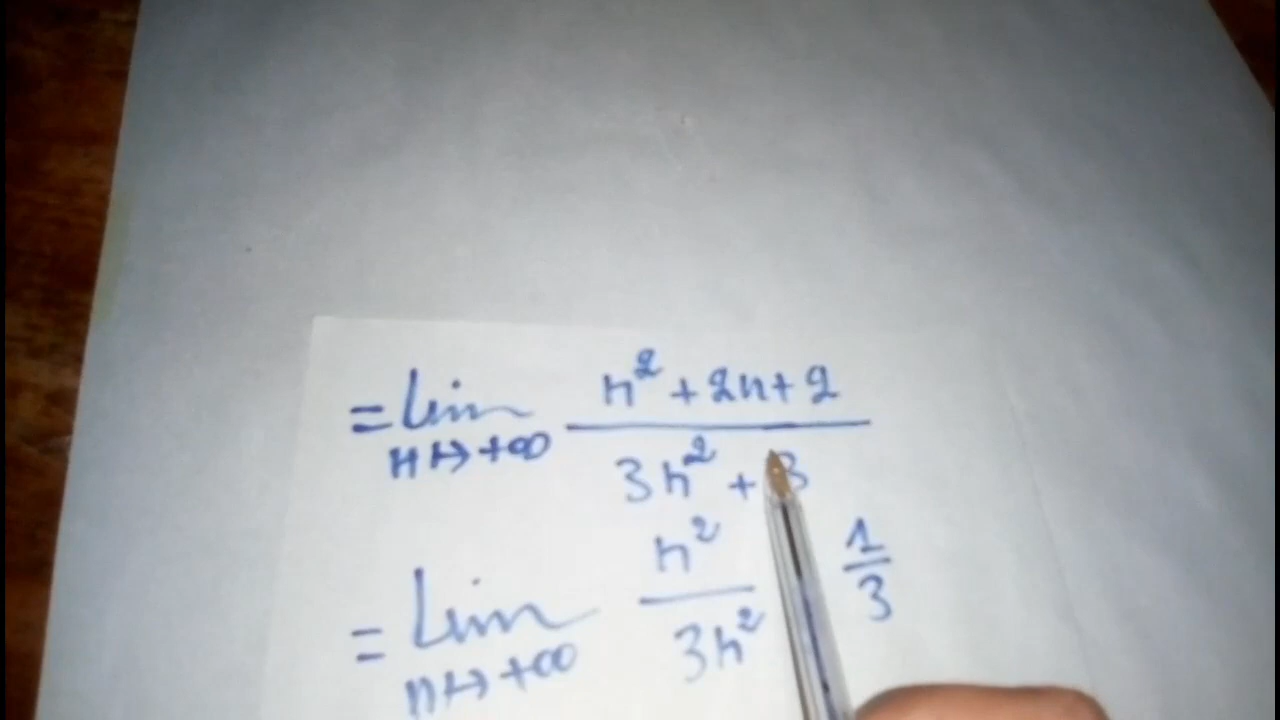 = lim n→+∞ (n² + 2n + 2) / (3n² + 3)
= lim n→+∞ n² / 3n² 1/3